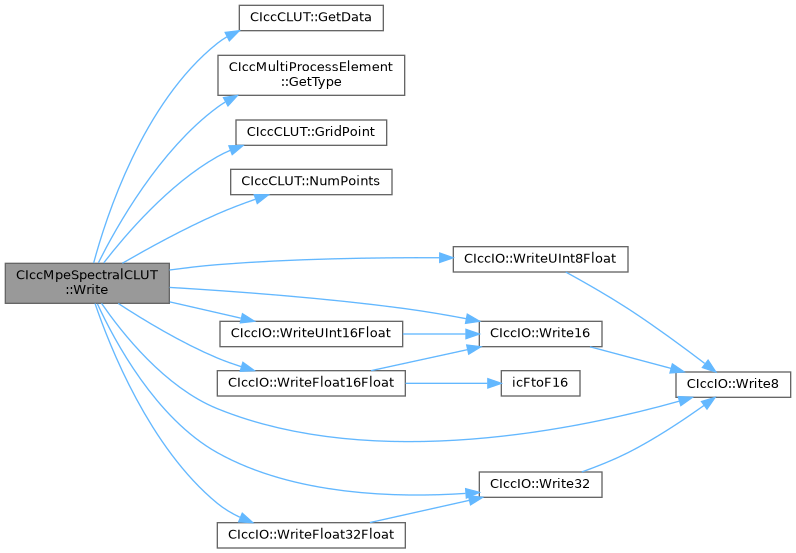 CIccCLUT::GetData
CIccMultiProcessElement
::GetType
CIccCLUT::GridPoint
CIccCLUT::NumPoints
CIccMpeSpectralCLUT
::Write
CIccIO::WriteUInt8Float
CIccIO::WriteUInt16Float
CIccIO::Write16
CIccIO::WriteFloat16Float
icFtoF16
CIccIO::Write8
CIccIO::Write32
CIccIO::WriteFloat32Float